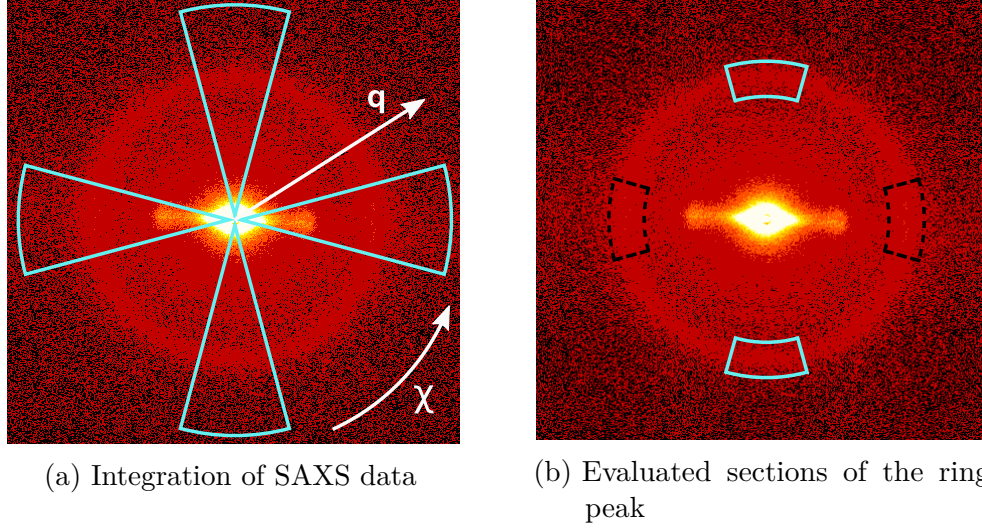 q
χ
(a) Integration of SAXS data
(b) Evaluated sections of the ring
peak